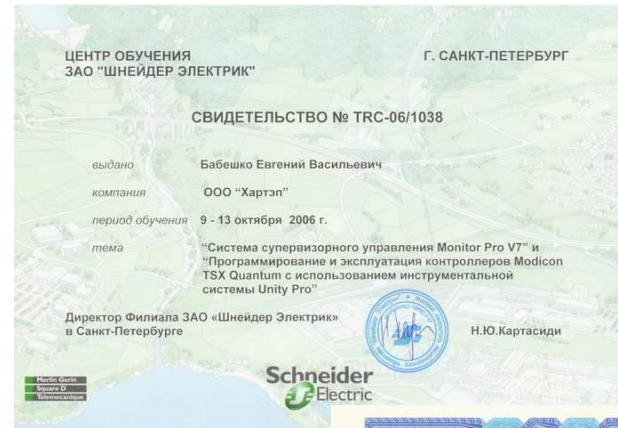 ЦЕНТР ОБУЧЕНИЯ
ЗАО "ШНЕЙДЕР ЭЛЕКТРИК"
Г. САНКТ-ПЕТЕРБУРГ
СВИДЕТЕЛЬСТВО № TRC-06/1038
выдано Бабешко Евгений Васильевич
компания ООО “Хартэп”
период обучения 9 - 13 октября 2006 г.
тема “Система супервизорного управления Monitor Pro V7” и
“Программирование и эксплуатация контроллеров Modicon
TSX Quantum с использованием инструментальной
системы Unity Pro”
Директор Филиала ЗАО «Шнейдер Электрик»
в Санкт-Петербурге
Н.Ю.Картасиди
Merlin Gerin
Square D
Telemecanique
Schneider
Electric